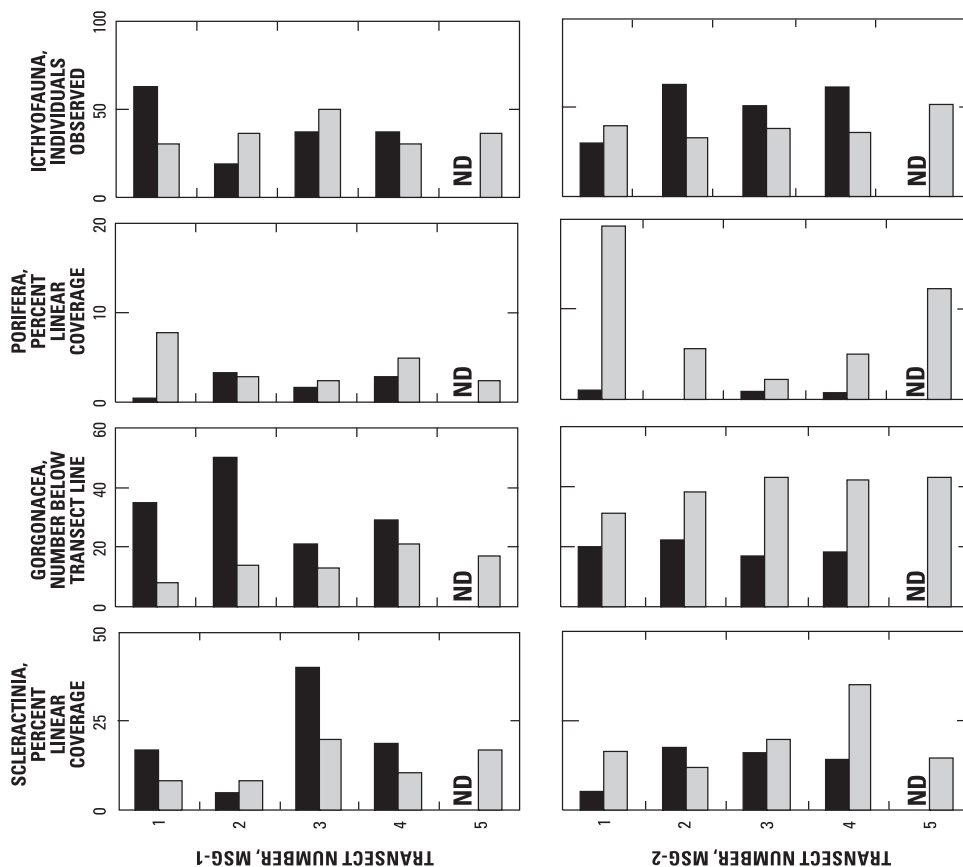 SCLERACTINIA,
PERCENT
LINEAR
COVERAGE
50
25
0
GORGONACEA,
NUMBER BELOW
TRANSECT LINE
60
40
20
0
PORIFERA,
PERCENT
LINEAR
COVERAGE
20
10
0
ICTHYOFAUNA,
INDIVIDUALS
OBSERVED
100
50
0
ND
ND
ND
ND
1
2
3
4
5
TRANSECT NUMBER, MSG-1
ND
ND
ND
ND
1
2
3
4
5
TRANSECT NUMBER, MSG-2